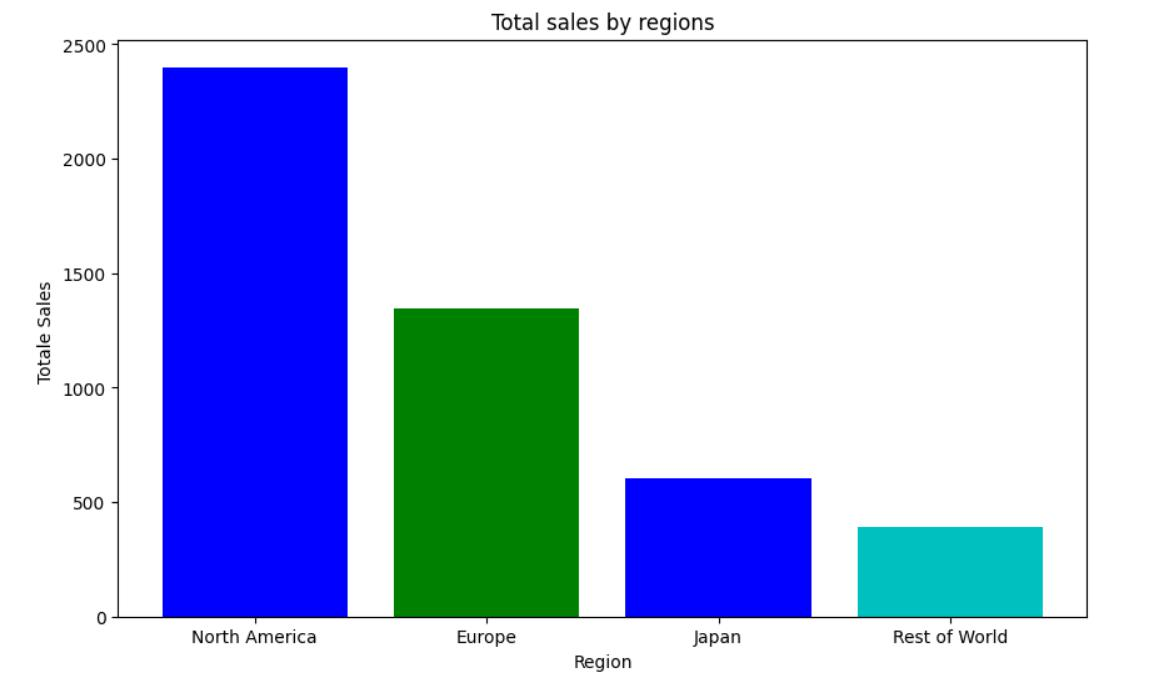 Total sales by regions
2500
2000
1500
1000
500
0
Totale Sales
North America
Europe
Japan
Rest of World
Region